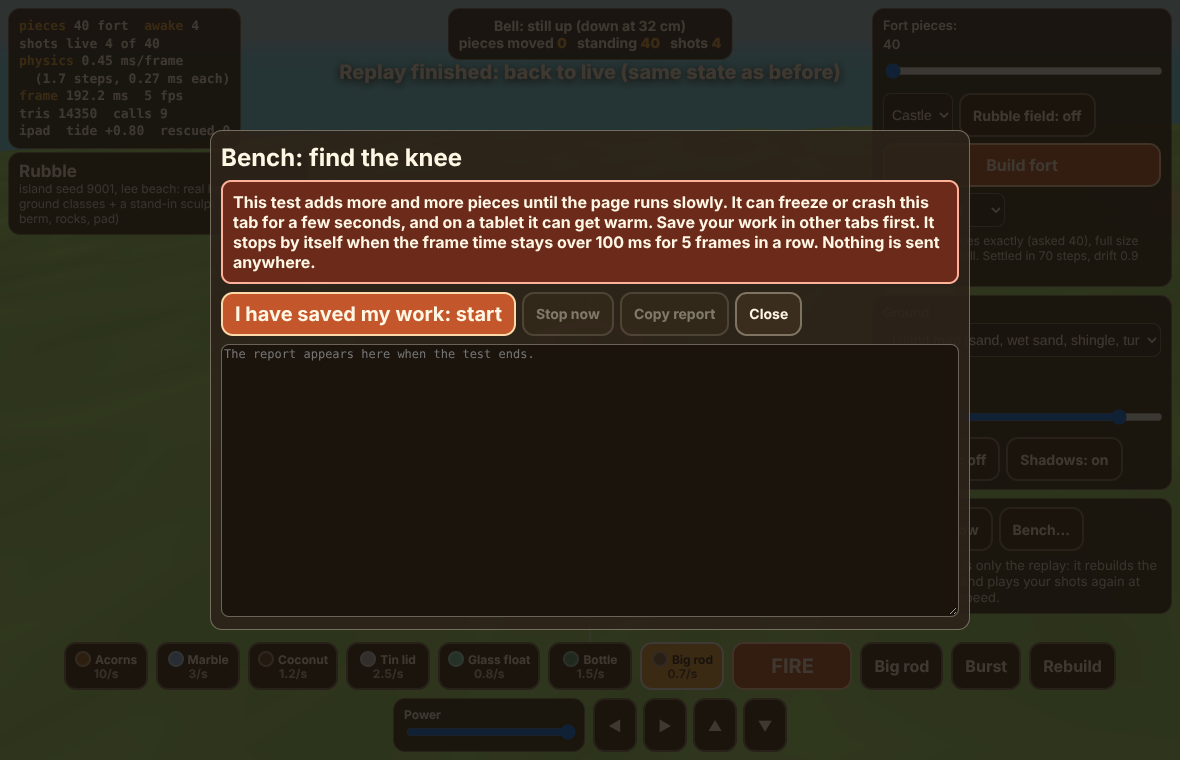 pieces 40 fort awake 4
shots live 4 of 40
physics 0.45 ms/frame
(1.7 steps, 0.27 ms each)
frame 192.2 ms 5 fps
tris 14350 calls 9
ipad tide +0.80 rescued 0
Rubble
island seed 9001, lee beach: real
ground classes + a stand-in
berm, rocks, pad)
Bell: still up (down at 32 cm)
pieces moved 0 standing 40 shots 4
Replay finished: back to live (same state as before)
Fort pieces:
40
Castle
Rubble field: off
Build fort
exactly (asked 40), full size
Settled in 70 steps, drift 0.9
sand, wet sand, shingle,
off
Shadows: on
Bench...
only the replay: it rebuilds the
plays your shots again at
Bench: find the knee
This test adds more and more pieces until the page runs slowly. It can freeze or crash this
tab for a few seconds, and on a tablet it can get warm. Save your work in other tabs first. It
stops by itself when the frame time stays over 100 ms for 5 frames in a row. Nothing is sent
anywhere.
I have saved my work: start
Stop now
Copy report
Close
The report appears here when the test ends.
Acorns
10/s
Marble
3/s
Coconut
1.2/s
Tin lid
2.5/s
Glass float
0.8/s
Bottle
1.5/s
Big rod
0.7/s
FIRE
Big rod
Burst
Rebuild
Power